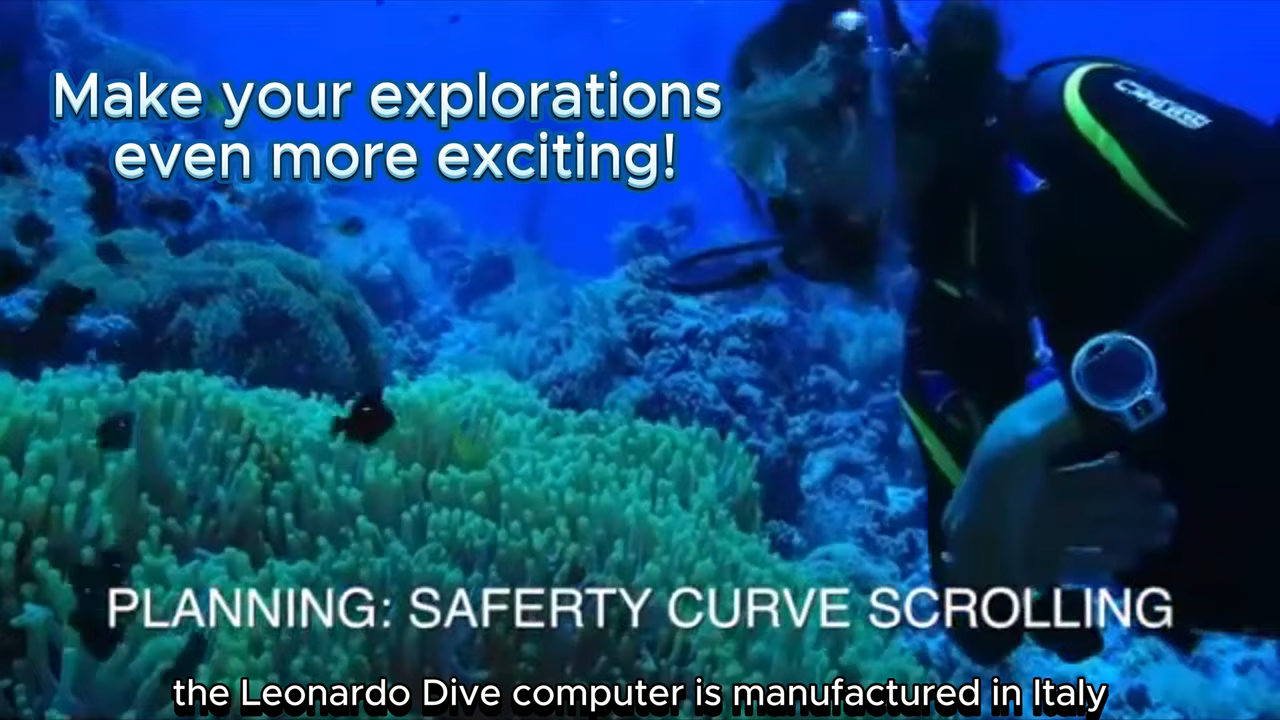 Make your explorations
even more exciting!
CRESSI
PLANNING: SAFERTY CURVE SCROLLING
the Leonardo Dive computer is manufactured in Italy